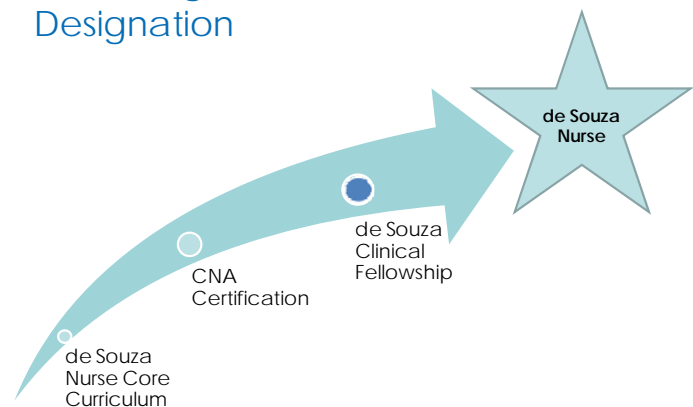 Designation
de Souza
Nurse
de Souza
Clinical
Fellowship
CNA
Certification
de Souza
Nurse Core
Curriculum